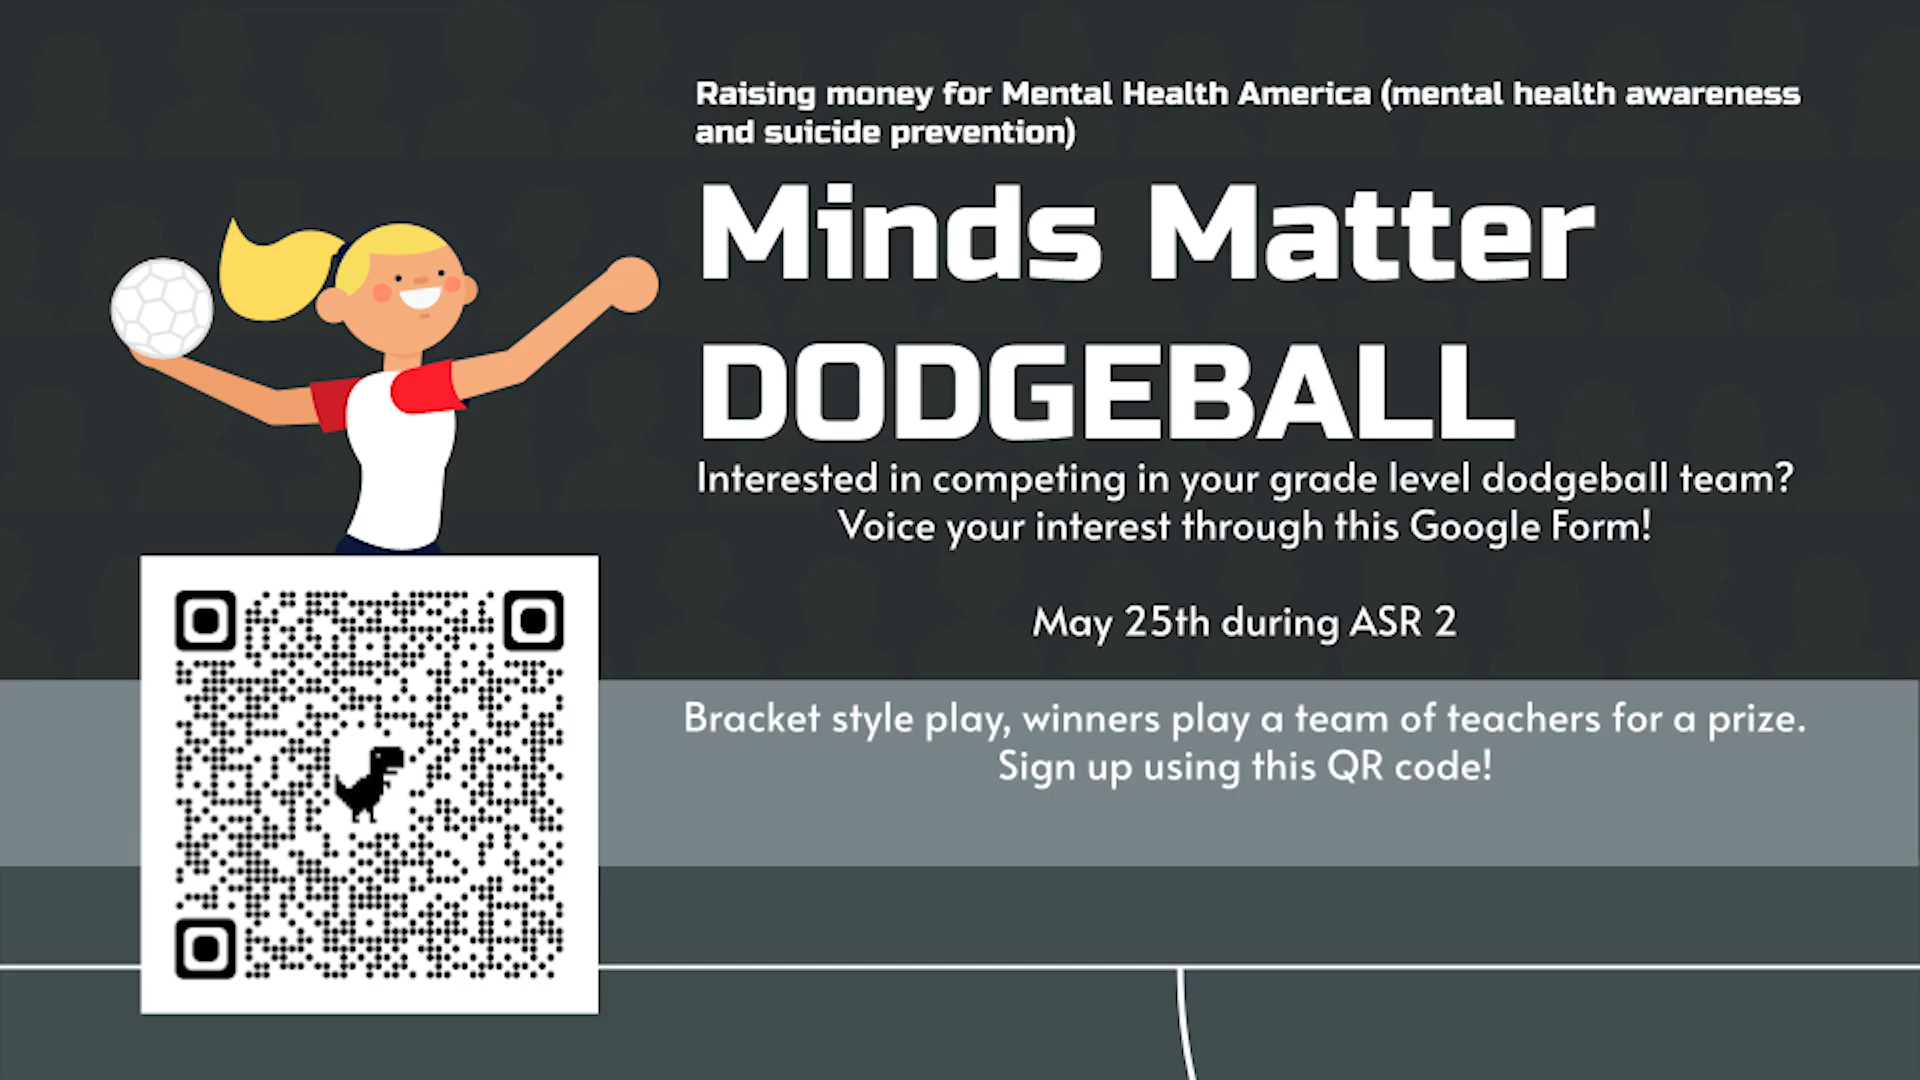 Raising money for Mental Health America (mental health awareness
and suicide prevention)
Minds Matter
DODGEBALL
Interested in competing in your grade level dodgeball team?
Voice your interest through this Google Form!
May 25th during ASR 2
Bracket style play, winners play a team of teachers for a prize.
Sign up using this QR code!